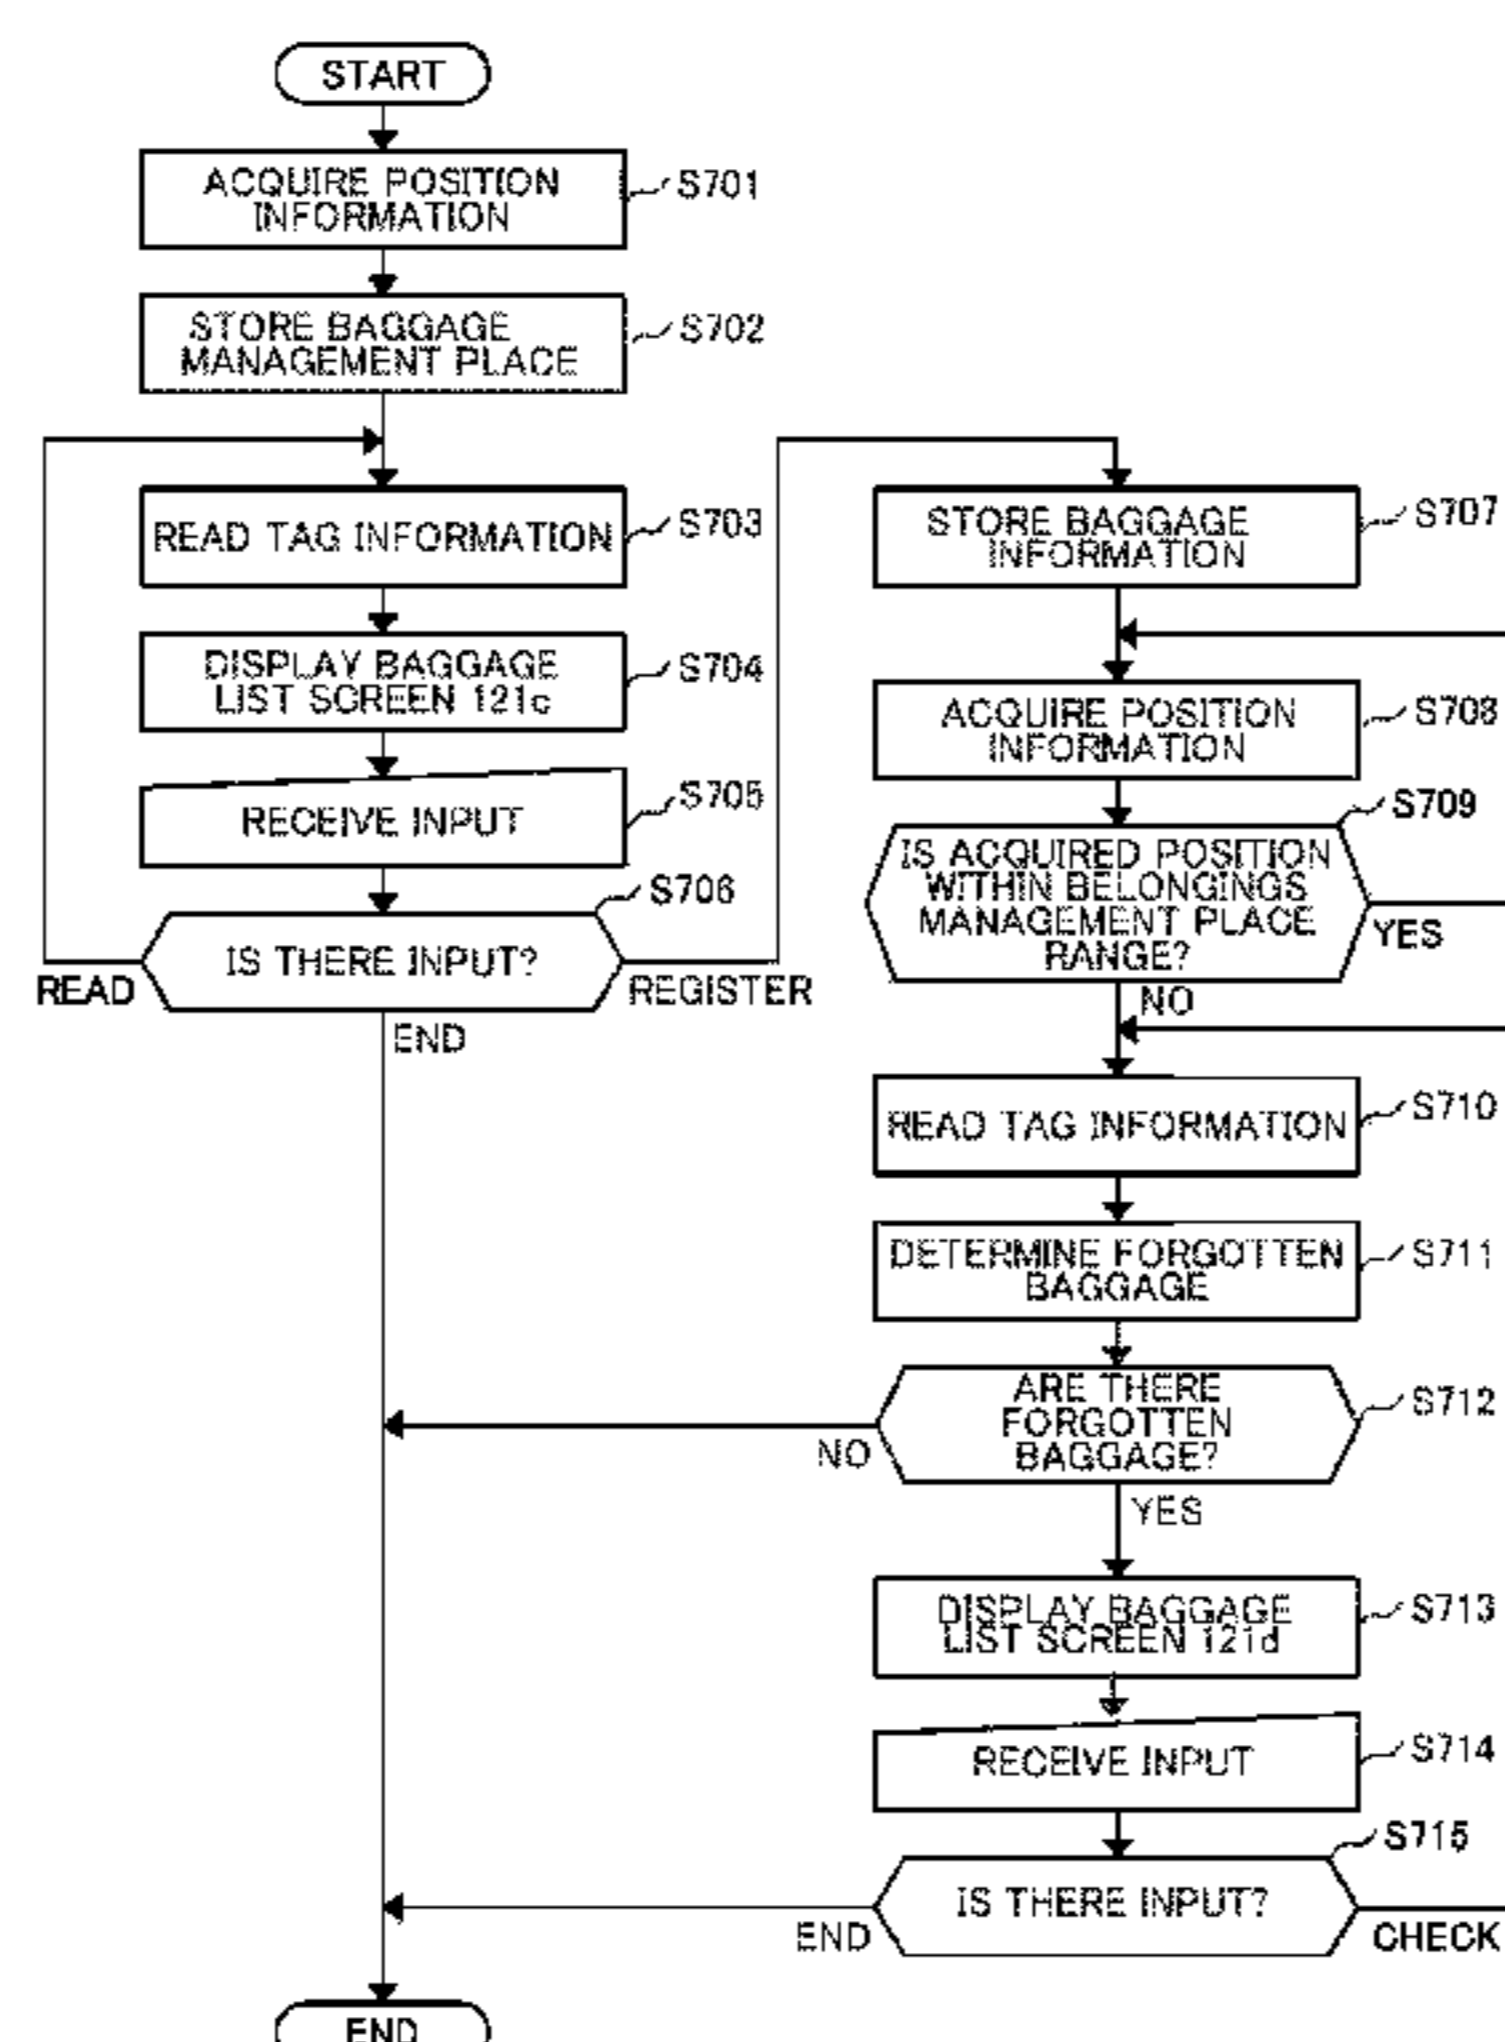 START
ACQUIRE POSITION
INFORMATION
S701
STORE BAGGAGE
MANAGEMENT PLACE
S702
READ TAG INFORMATION
S703
DISPLAY BAGGAGE
LIST SCREEN 121c
S704
RECEIVE INPUT
S705
S706
IS THERE INPUT?
READ
REGISTER
END
STORE BAGGAGE
INFORMATION
S707
ACQUIRE POSITION
INFORMATION
S708
S709
IS ACQUIRED POSITION
WITHIN BELONGINGS
MANAGEMENT PLACE
RANGE?
YES
NO
READ TAG INFORMATION
S710
DETERMINE FORGOTTEN
BAGGAGE
S711
ARE THERE
FORGOTTEN
BAGGAGE?
S712
NO
YES
DISPLAY BAGGAGE
LIST SCREEN 121d
S713
RECEIVE INPUT
S714
S715
IS THERE INPUT?
END
CHECK
END